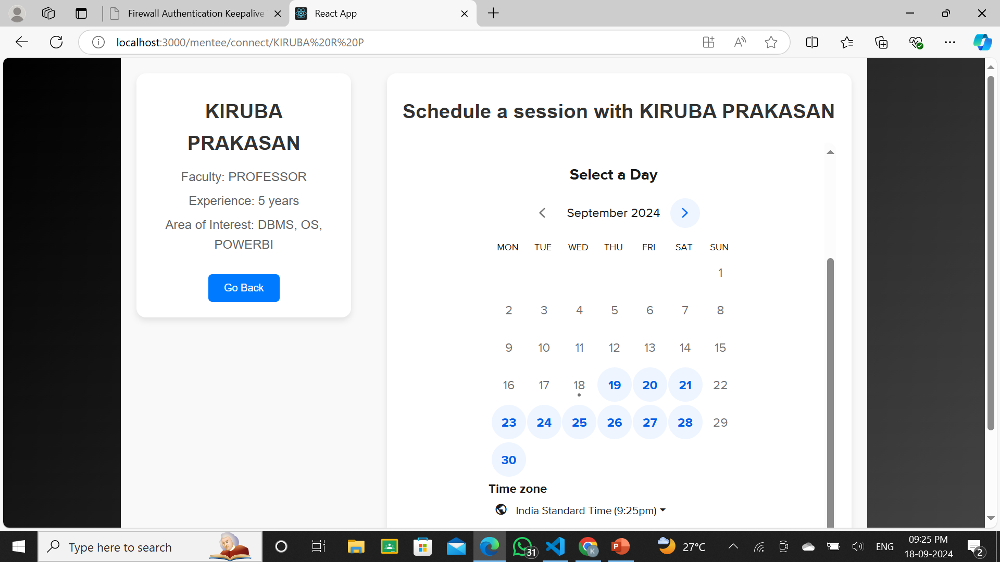 Firewall Authentication Keepalive
React App
localhost:3000/mentee/connect/KIRUBA%20R%20P
KIRUBA
PRAKASAN
Faculty: PROFESSOR
Experience: 5 years
Area of Interest: DBMS, OS,
POWERBI
Go Back
Schedule a session with KIRUBA PRAKASAN
Select a Day
September 2024
MON TUE WED THU FRI SAT SUN
1
2 3 4 5 6 7 8
9 10 11 12 13 14 15
16 17 18 19 20 21 22
23 24 25 26 27 28 29
30
Time zone
India Standard Time (9:25pm)
Type here to search
31
K
P
27°C
ENG
09:25 PM
18-09-2024
2